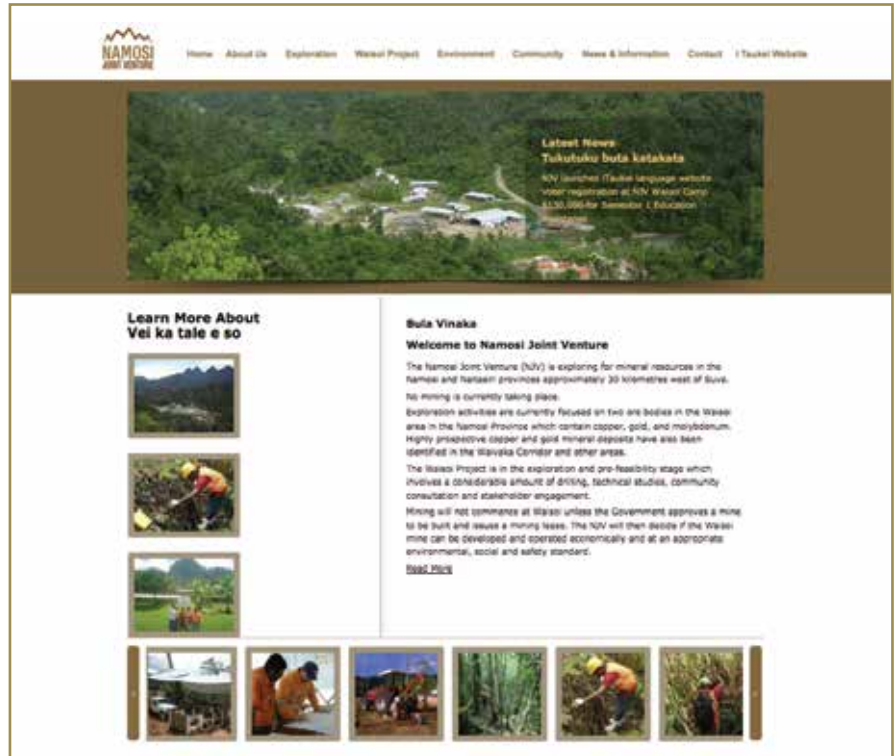 NAMOSI
JOINT VENTURE
Home About Us Exploration Waisoi Project Environment Community News & Information Contact I Taukei Website
Latest News
Tukutuku buta katakata
NJV launches iTaukei language website
voter registration at NJV Waisoi Camp
$150,000 for Education
Learn More About
Vei ka tale e so
Bula Vinaka
Welcome to Namosi Joint Venture
The Namosi Joint Venture (NJV) is exploring for mineral resources in the
Namosi and Naitasiri provinces approximately 30 kilometres west of Suva.
No mining is currently taking place.
Exploration activities are currently focused on two ore bodies in the Waisoi
area in the Namosi Province which contain copper, gold, and molybdenum.
Highly prospective copper and gold mineral deposits have also been
identified in the Waivaka Corridor and other areas.
The Waisoi Project is in the exploration and pre-feasibility stage which
involves a considerable amount of drilling, technical studies, community
consultation and stakeholder engagement.
Mining will not commence at Waisoi unless the Government approves a mine
to be built and issues a mining lease. The NJV will then decide if the Waisoi
mine can be developed and operated economically and at an appropriate
environmental, social and safety standard.
Read More